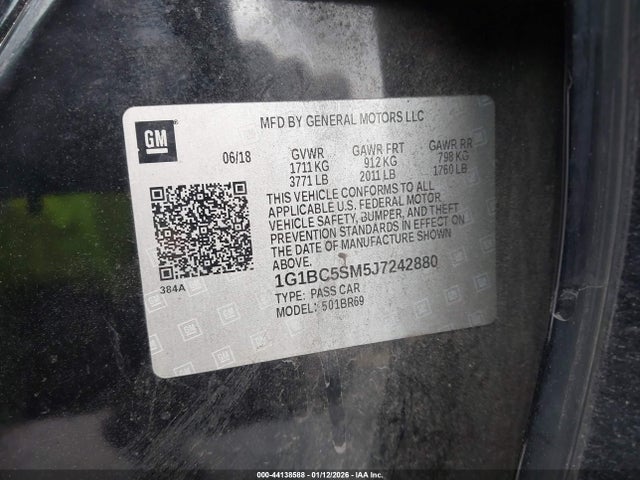 MFD BY GENERAL MOTORS LLC
GM
06/18 GVWR GAWR FRT GAWR RR
1711 KG 912 KG 798 KG
3771 LB 2011 LB 1760 LB
THIS VEHICLE CONFORMS TO ALL
APPLICABLE U.S. FEDERAL MOTOR
VEHICLE SAFETY, BUMPER, AND THEFT
PREVENTION STANDARDS IN EFFECT ON
THE DATE OF MANUFACTURE SHOWN
ABOVE.
384A
1G1BC5SM5J7242880
TYPE: PASS CAR
MODEL: 501BR69
000-44138588 - 01/12/2026 - IAA Inc.